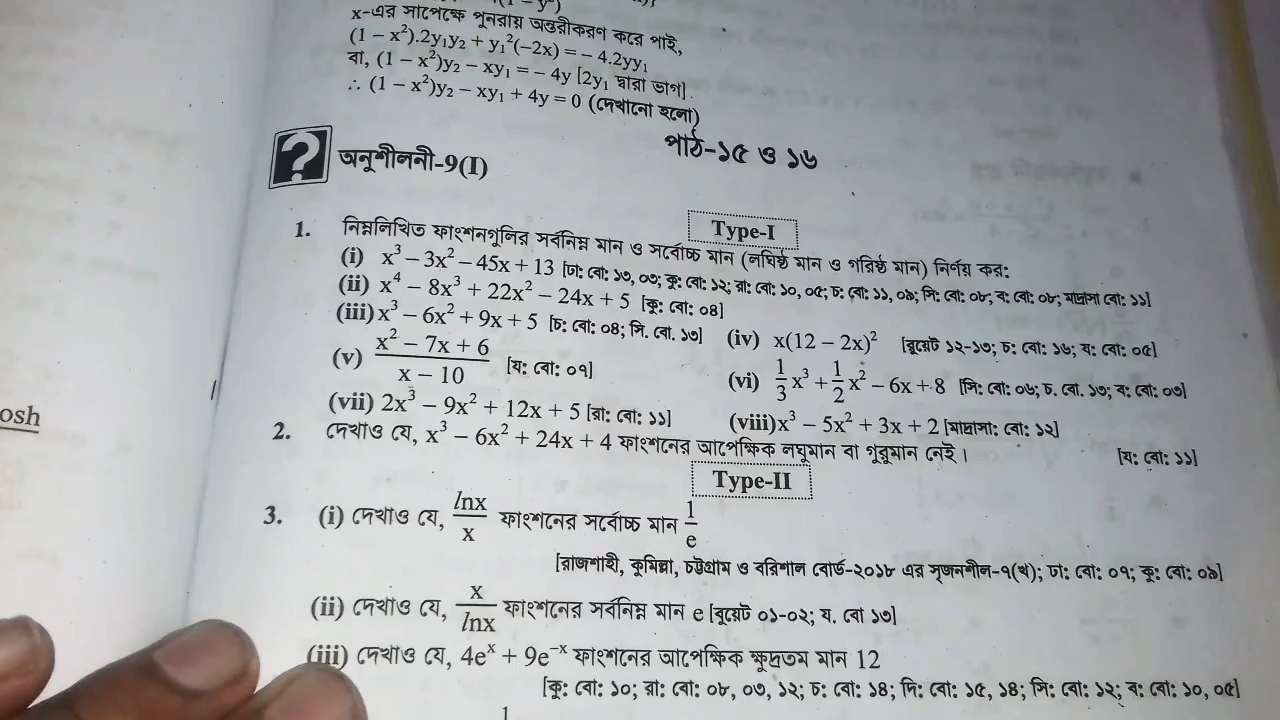 x-এর সাপেক্ষে পুনরায় অন্তরীকরণ করে পাই,
(1 – x²).2y₁y₂ + y₁²(–2x) = – 4.2yy₁
বা, (1 – x²)y₂ – xy₁ = – 4y [2y₁ দ্বারা ভাগ]
∴ (1 – x²)y₂ – xy₁ + 4y = 0 (দেখানো হলো)
পাঠ-১৫ ও ১৬
? অনুশীলনী-9(I)
Type-I
1. নিম্নলিখিত ফাংশনগুলির সর্বনিম্ন মান ও সর্বোচ্চ মান (লঘিষ্ঠ মান ও গরিষ্ঠ মান) নির্ণয় কর:
(i) x³ – 3x² – 45x + 13 [ঢা: বো: ১৩, ০৩; কু: বো: ১২; রা: বো: ১০, ০৫; চ: বো: ১১, ০৯; সি: বো: ০৮; ব: বো: ০৮; মাদ্রাসা বো: ১১]
(ii) x⁴ – 8x³ + 22x² – 24x + 5 [কু: বো: ০৪]
(iii) x³ – 6x² + 9x + 5 [চ: বো: ০৪; সি. বো. ১৩] (iv) x(12 – 2x)² [বুয়েট ১২-১৩; চ: বো: ১৬; য: বো: ০৫]
(v) (x² – 7x + 6)/(x – 10) [য: বো: ০৭] (vi) 1/3 x³ + 1/2 x² – 6x + 8 [সি: বো: ০৬; চ. বো. ১৩; ব: বো: ০৩]
(vii) 2x³ – 9x² + 12x + 5 [রা: বো: ১১] (viii) x³ – 5x² + 3x + 2 [মাদ্রাসা: বো: ১২]
2. দেখাও যে, x³ – 6x² + 24x + 4 ফাংশনের আপেক্ষিক লঘুমান বা গুরুমান নেই। [য: বো: ১১]
Type-II
3. (i) দেখাও যে, lnx/x ফাংশনের সর্বোচ্চ মান 1/e
[রাজশাহী, কুমিল্লা, চট্টগ্রাম ও বরিশাল বোর্ড-২০১৮ এর সৃজনশীল-৭(খ); ঢা: বো: ০৭; কু: বো: ০৯]
(ii) দেখাও যে, x/lnx ফাংশনের সর্বনিম্ন মান e [বুয়েট ০১-০২; য. বো ১৩]
(iii) দেখাও যে, 4eˣ + 9e⁻ˣ ফাংশনের আপেক্ষিক ক্ষুদ্রতম মান 12
[কু: বো: ১০; রা: বো: ০৮, ০৩, ১২; চ: বো: ১৪; দি: বো: ১৫, ১৪; সি: বো: ১২; ব: বো: ১০, ০৫]
osh